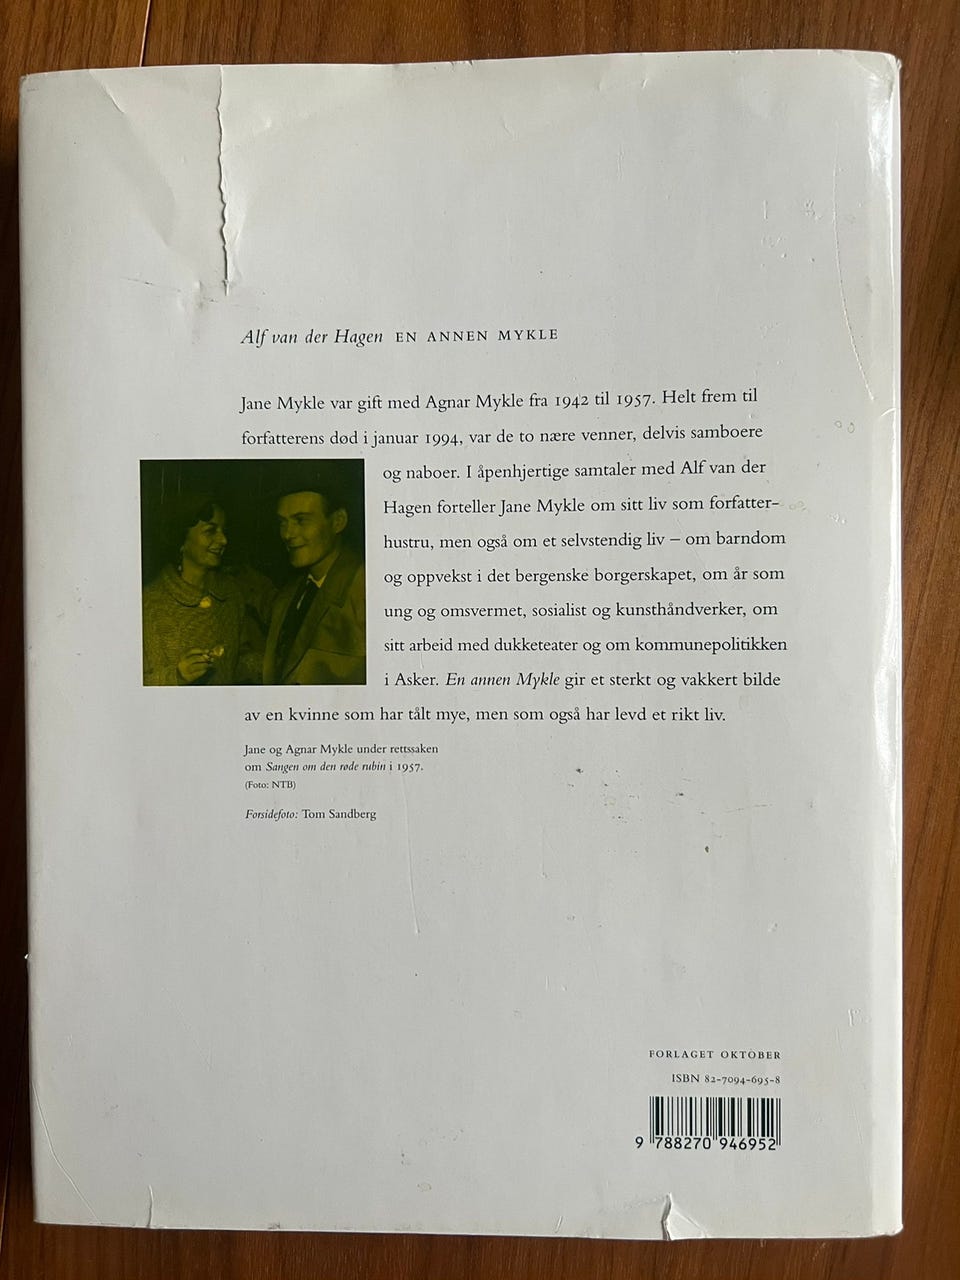 Alf van der Hagen EN ANNEN MYKLE
Jane Mykle var gift med Agnar Mykle fra 1942 til 1957. Helt frem til
forfatterens død i januar 1994, var de to nære venner, delvis samboere
og naboer. I åpenhjertige samtaler med Alf van der
Hagen forteller Jane Mykle om sitt liv som forfatter-
hustru, men også om et selvstendig liv – om barndom
og oppvekst i det bergenske borgerskapet, om år som
ung og omsvermet, sosialist og kunsthåndverker, om
sitt arbeid med dukketeater og om kommunepolitikken
i Asker. En annen Mykle gir et sterkt og vakkert bilde
av en kvinne som har tålt mye, men som også har levd et rikt liv.
Jane og Agnar Mykle under rettssaken
om Sangen om den røde rubin i 1957.
(Foto: NTB)
Forsidefoto: Tom Sandberg
FORLAGET OKTOBER
ISBN 82-7094-695-8
9 788270 946952